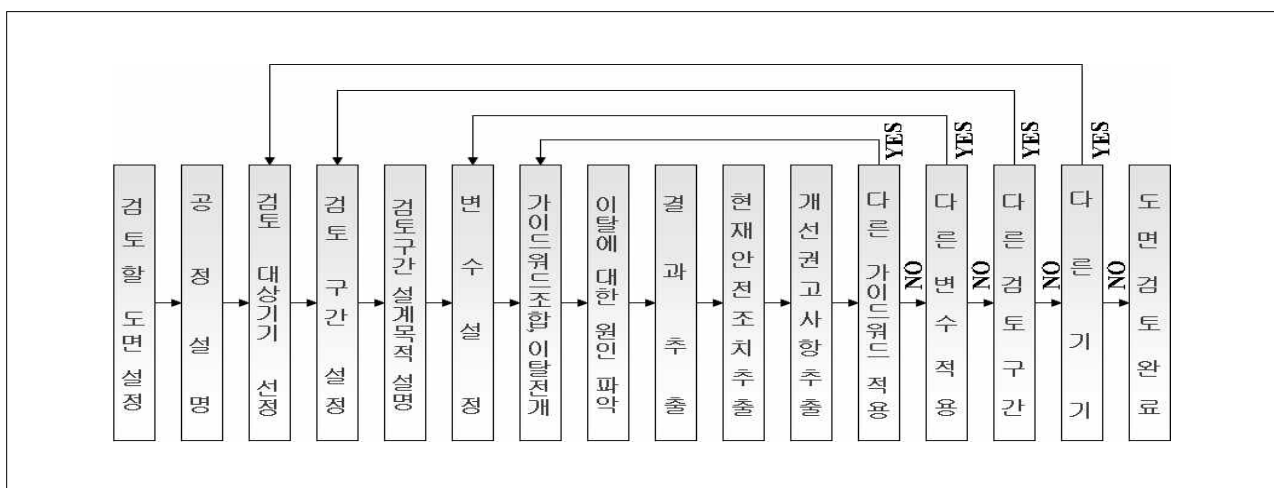 YES
YES
YES
YES
검토할 도면설정
공정설명
검토 대상기기 선정
검토 구간 설정
검토구간 설계목적 설명
변수설정
가이드워드조합, 이탈전개
이탈에 대한 원인 파악
결과추출
현재안전조치추출
개선권고사항추출
다른 가이드워드 적용
NO
다른변수적용
NO
다른검토구간
NO
다른기기
NO
도면검토완료